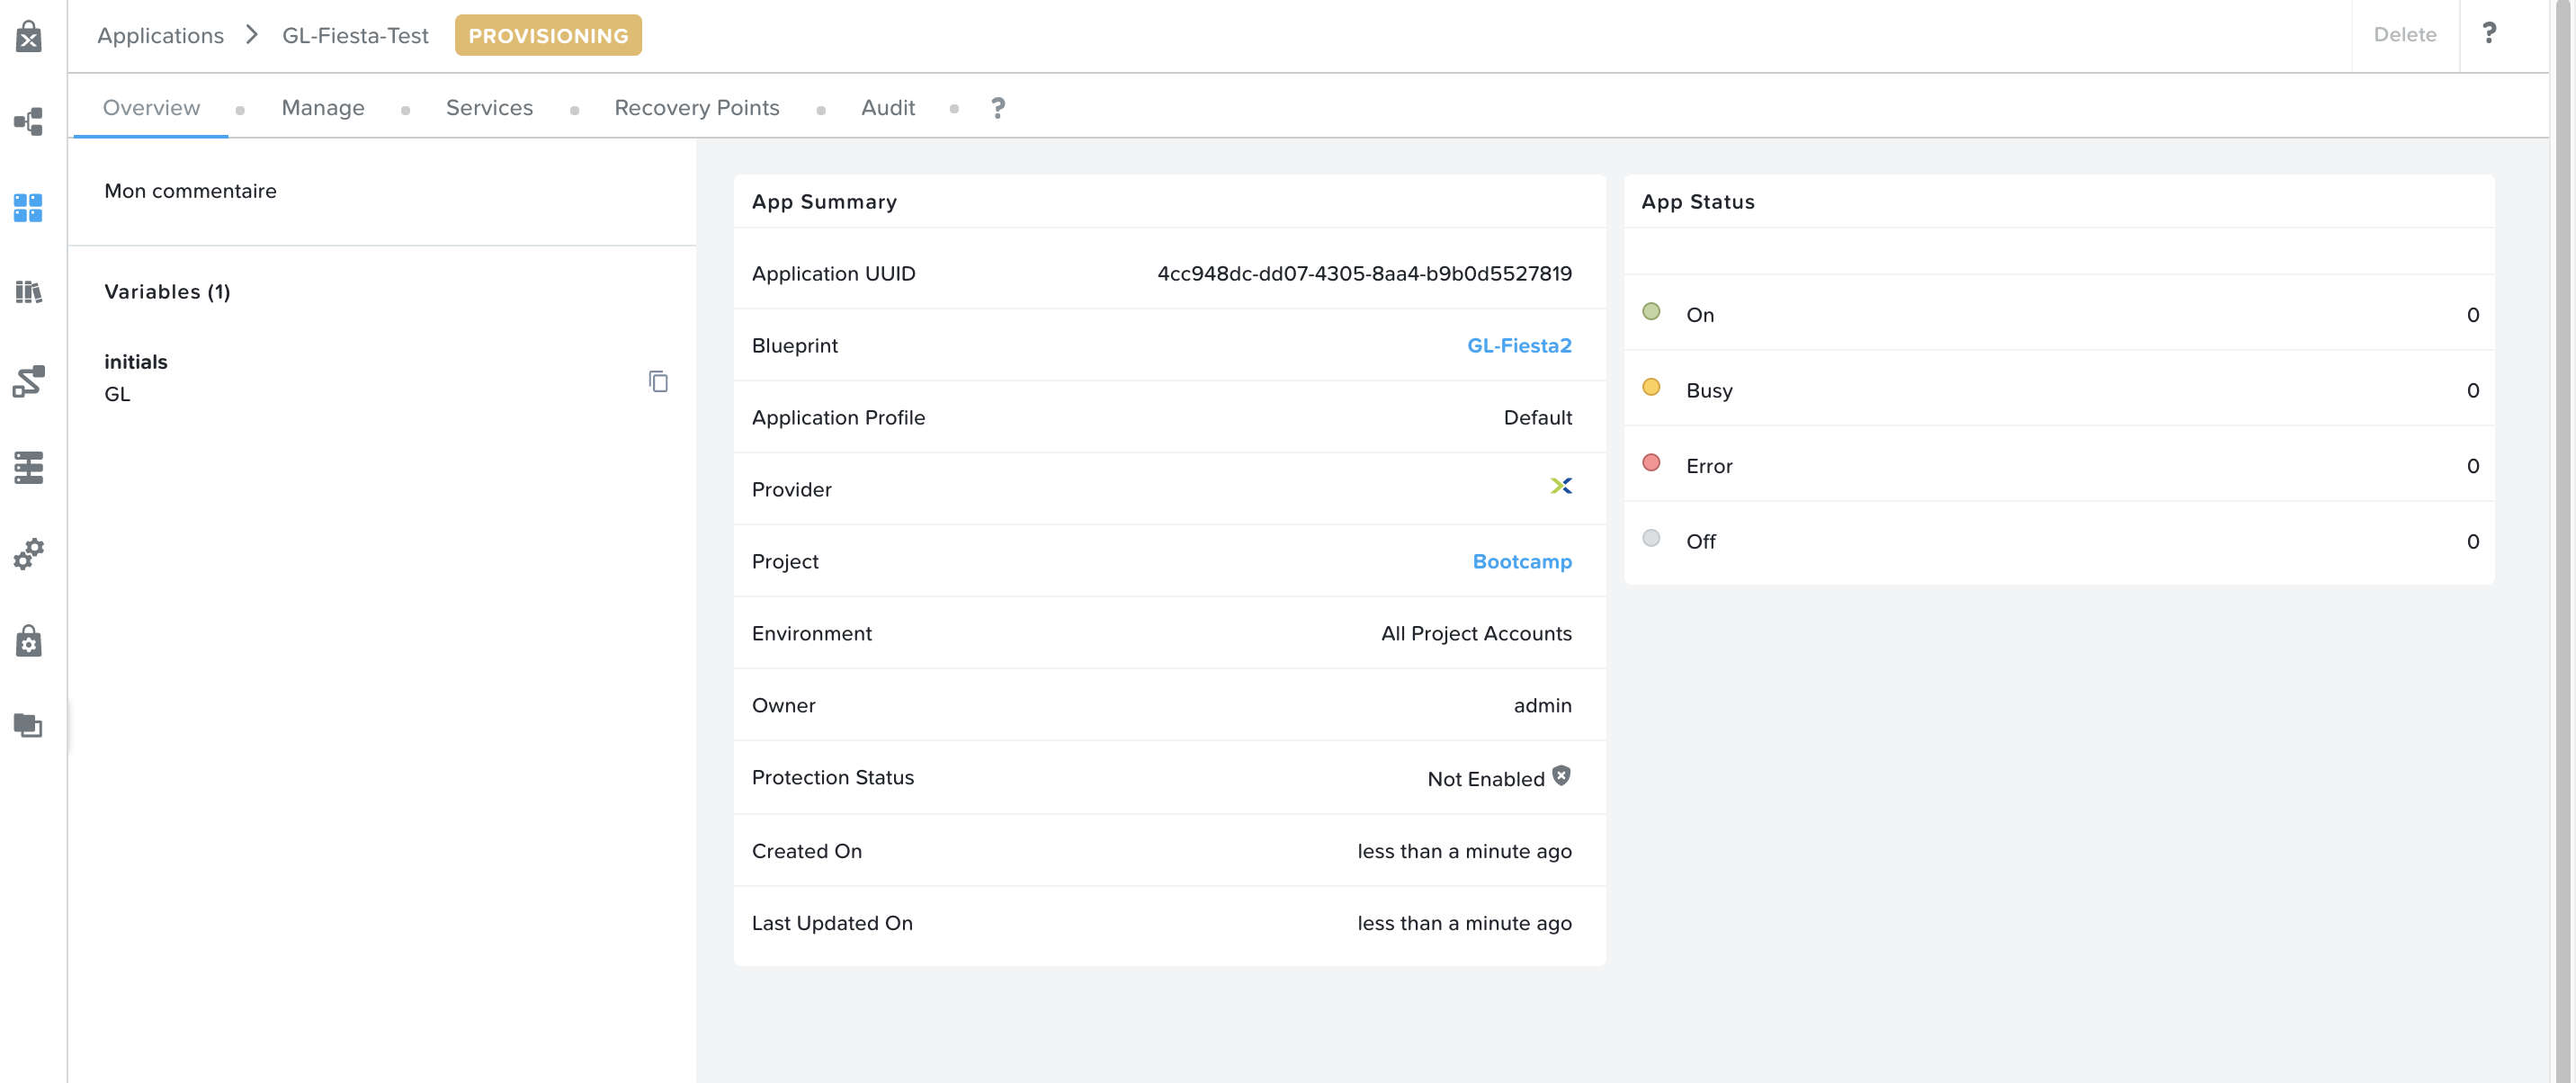 Applications > GL-Fiesta-Test PROVISIONING Delete ?
Overview Manage Services Recovery Points Audit ?
Mon commentaire
Variables (1)
initials
GL
App Summary
Application UUID 4cc948dc-dd07-4305-8aa4-b9b0d5527819
Blueprint GL-Fiesta2
Application Profile Default
Provider
Project Bootcamp
Environment All Project Accounts
Owner admin
Protection Status Not Enabled
Created On less than a minute ago
Last Updated On less than a minute ago
App Status
On 0
Busy 0
Error 0
Off 0